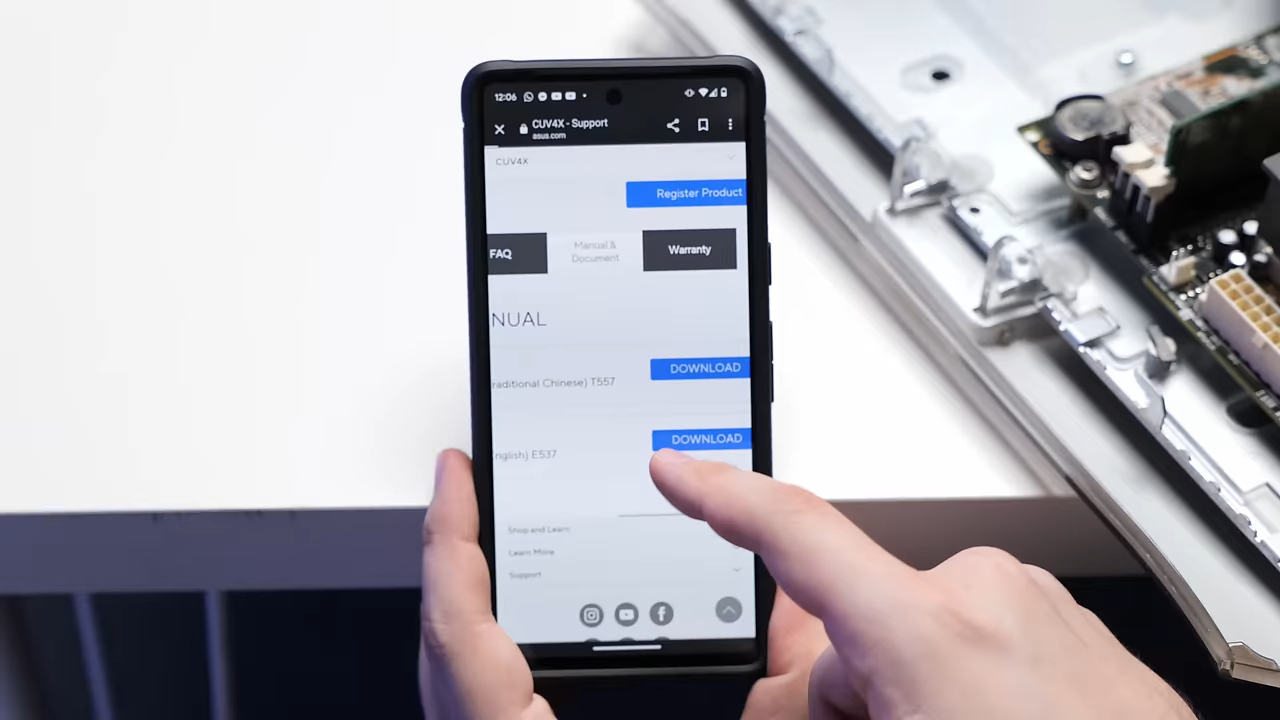 12:06
CUV4X - Support
asus.com
CUV4X
Register Product
FAQ
Manual &
Document
Warranty
NUAL
DOWNLOAD
raditional Chinese) T557
DOWNLOAD
nglish) E537
Shop and Learn
Learn More
Support